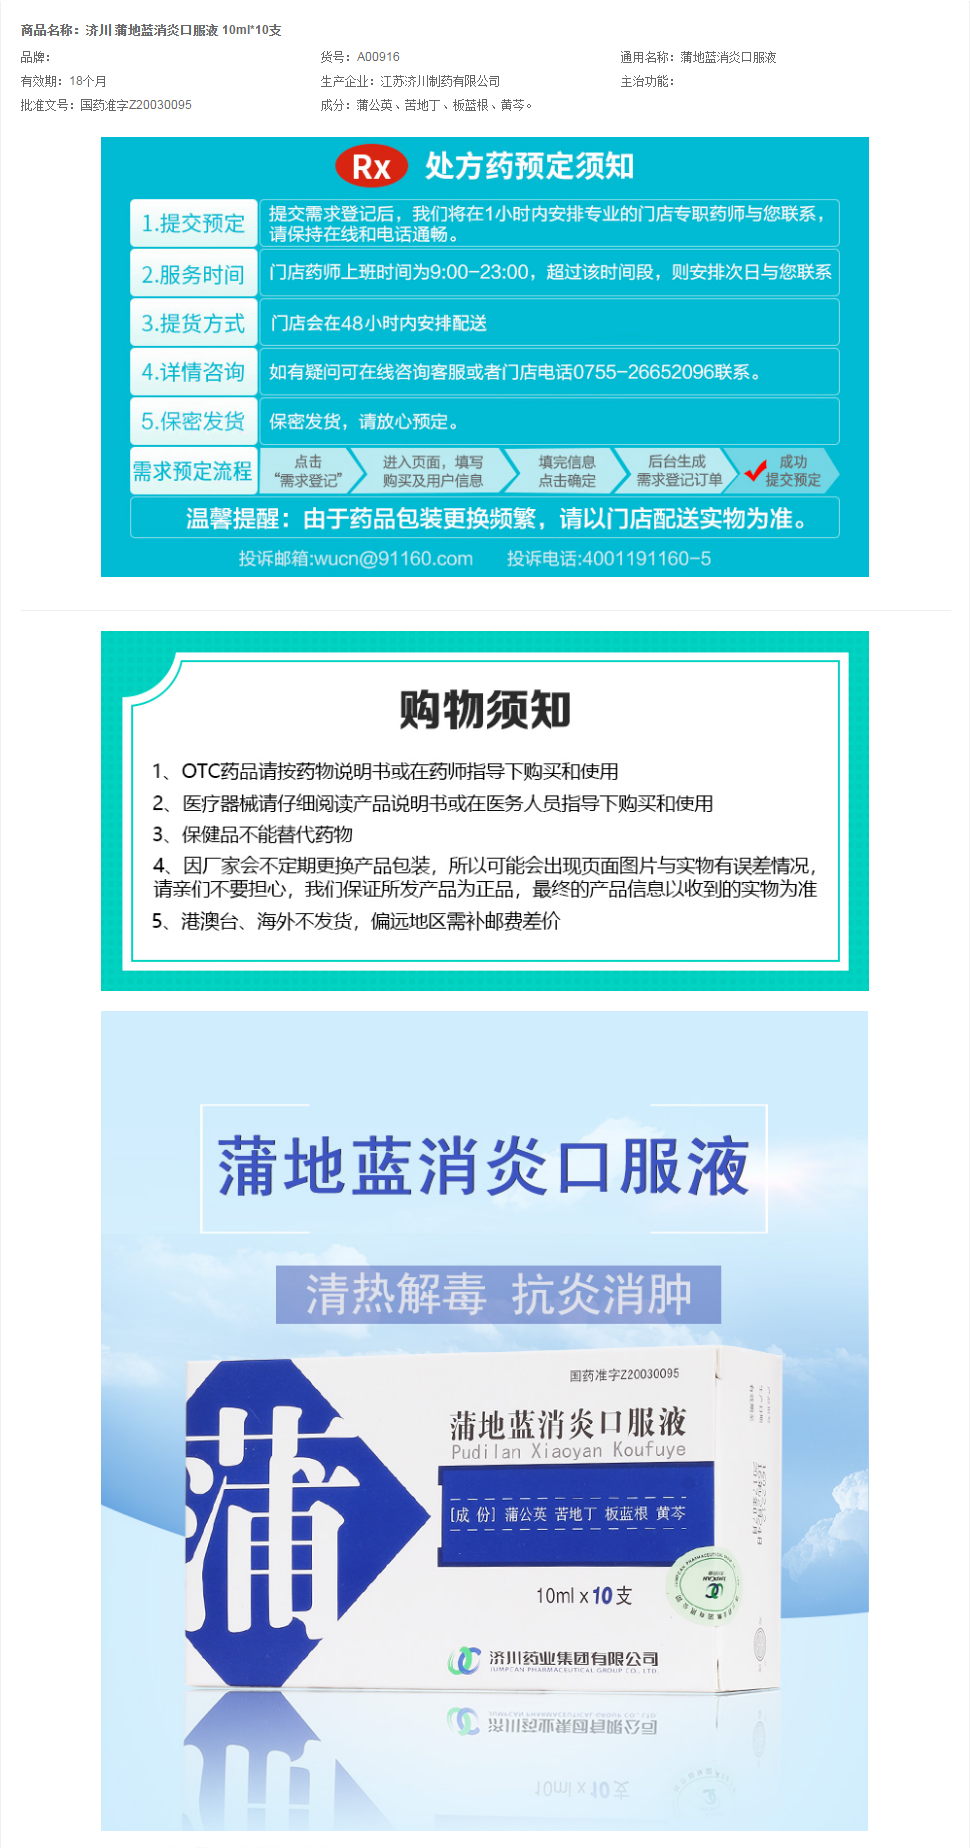 商品名称：济川 蒲地蓝消炎口服液 10ml*10支
品牌： 货号：A00916 通用名称：蒲地蓝消炎口服液
有效期：18个月 生产企业：江苏济川制药有限公司 主治功能：
批准文号：国药准字Z20030095 成分：蒲公英、苦地丁、板蓝根、黄芩。
Rx 处方药预定须知
1.提交预定 提交需求登记后，我们将在1小时内安排专业的门店专职药师与您联系，
请保持在线和电话通畅。
2.服务时间 门店药师上班时间为9:00-23:00，超过该时间段，则安排次日与您联系
3.提货方式 门店会在48小时内安排配送
4.详情咨询 如有疑问可在线咨询客服或者门店电话0755-26652096联系。
5.保密发货 保密发货，请放心预定。
需求预定流程 点击 “需求登记” 进入页面，填写 购买及用户信息 填完信息 点击确定 后台生成 需求登记订单 成功 提交预定
温馨提醒：由于药品包装更换频繁，请以门店配送实物为准。
投诉邮箱:wucn@91160.com 投诉电话:4001191160-5
购物须知
1、OTC药品请按药物说明书或在药师指导下购买和使用
2、医疗器械请仔细阅读产品说明书或在医务人员指导下购买和使用
3、保健品不能替代药物
4、因厂家会不定期更换产品包装，所以可能会出现页面图片与实物有误差情况，
请亲们不要担心，我们保证所发产品为正品，最终的产品信息以收到的实物为准
5、港澳台、海外不发货，偏远地区需补邮费差价
蒲地蓝消炎口服液
清热解毒 抗炎消肿
国药准字Z20030095
蒲
蒲地蓝消炎口服液
Pudilan Xiaoyan Koufuye
[成 份] 蒲公英 苦地丁 板蓝根 黄芩
10ml x 10支
济川药业集团有限公司
JUMPCAN PHARMACEUTICAL GROUP CO., LTD.